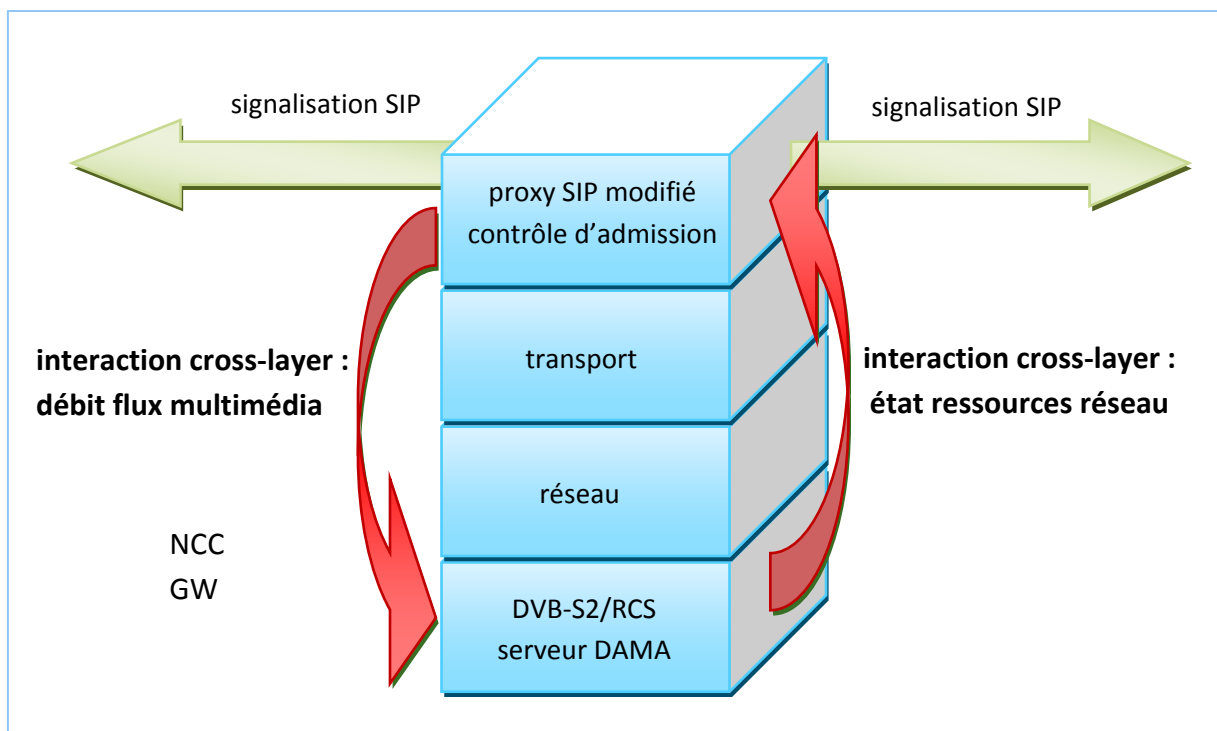 signalisation SIP
signalisation SIP
proxy SIP modifié
contrôle d’admission
interaction cross-layer :
débit flux multimédia
transport
interaction cross-layer :
état ressources réseau
réseau
NCC
GW
DVB-S2/RCS
serveur DAMA